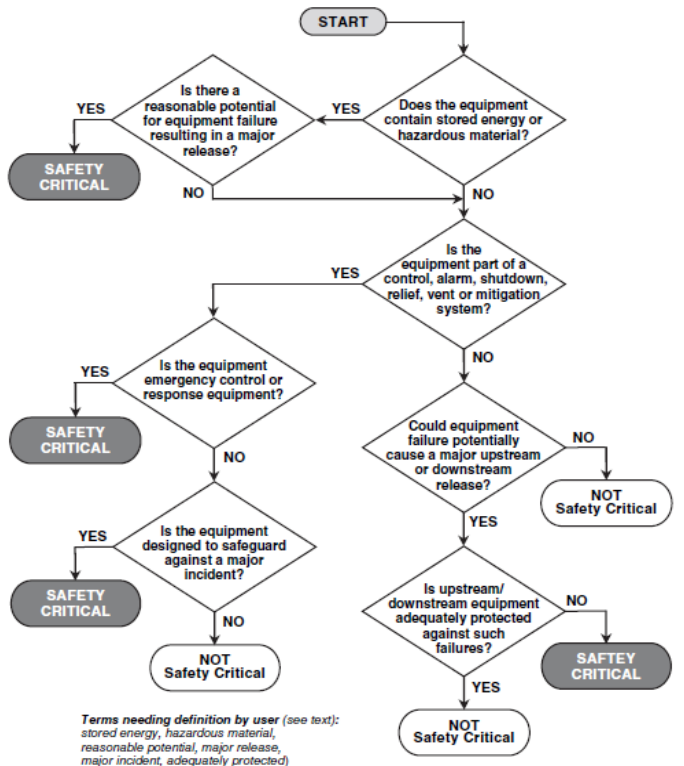 START
Does the equipment
contain stored energy or
hazardous material?
YES
Is there a
reasonable potential
for equipment failure
resulting in a major
release?
YES
SAFETY
CRITICAL
NO
NO
Is the
equipment part of a
control, alarm, shutdown,
relief, vent or mitigation
system?
YES
Is the equipment
emergency control or
response equipment?
YES
SAFETY
CRITICAL
NO
Is the equipment
designed to safeguard
against a major
incident?
YES
SAFETY
CRITICAL
NO
NOT
Safety Critical
NO
Could equipment
failure potentially
cause a major upstream
or downstream
release?
NO
NOT
Safety Critical
YES
Is upstream/
downstream equipment
adequately protected
against such
failures?
NO
SAFTEY
CRITICAL
YES
NOT
Safety Critical
Terms needing definition by user (see text):
stored energy, hazardous material,
reasonable potential, major release,
major incident, adequately protected)